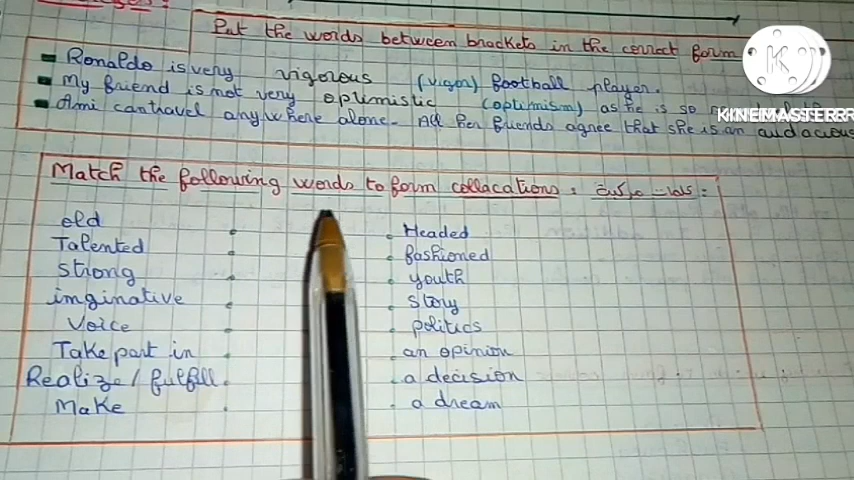 Put the words between brackets in the correct form
Ronaldo is very vigorous (vigor) football player.
My friend is not very optimistic (optimism) as he is so
Ami can travel anywhere alone. All her friends agree that she is an audacious
KINEMASTER
Match the following words to form collacations :
old . . Headed
Talented . . fashioned
strong . . youth
imginative . . story
Voice . . politics
Take part in . . an opinion
Realize / fulfill . . a decision
Make . . a dream